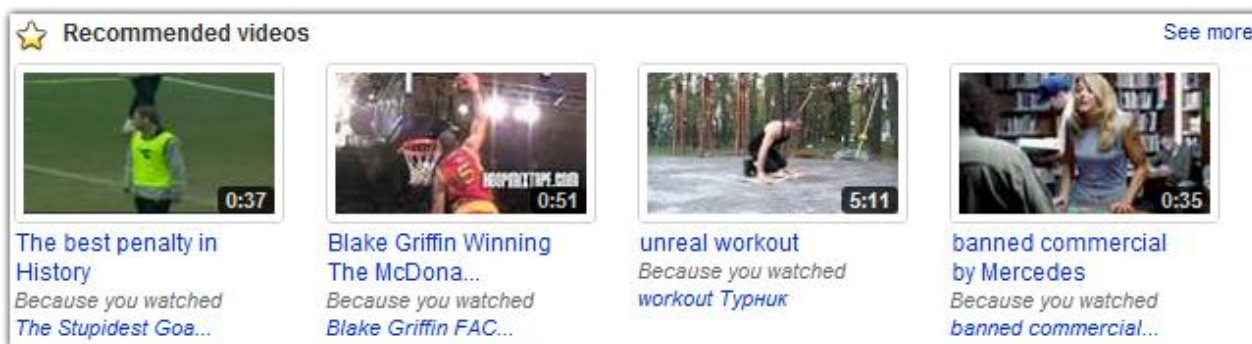 Recommended videos
See more
0:37
HOOPMIXTAPE.COM
0:51
5:11
0:35
The best penalty in
History
Because you watched
The Stupidest Goa...
Blake Griffin Winning
The McDona...
Because you watched
Blake Griffin FAC...
unreal workout
Because you watched
workout Турник
banned commercial
by Mercedes
Because you watched
banned commercial...